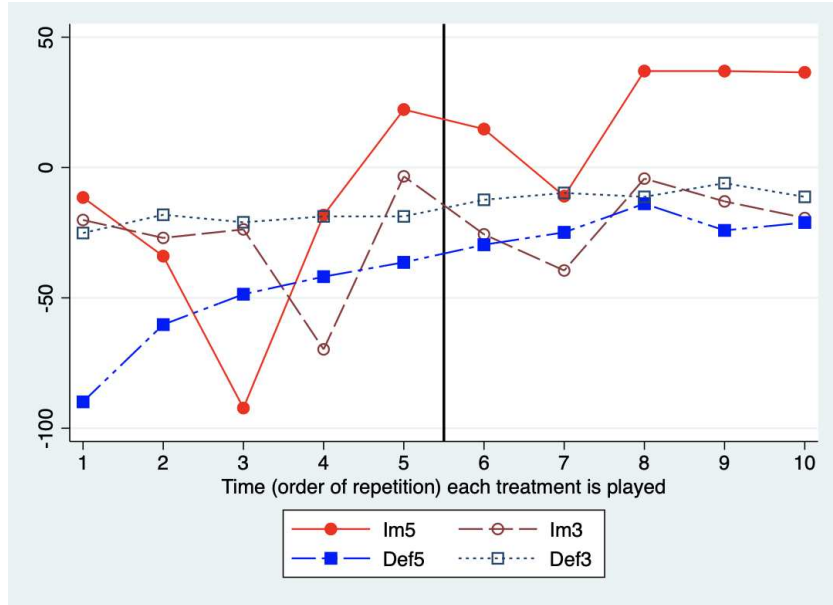 50
0
-50
-100
1 2 3 4 5 6 7 8 9 10
Time (order of repetition) each treatment is played
Im5 Im3
Def5 Def3